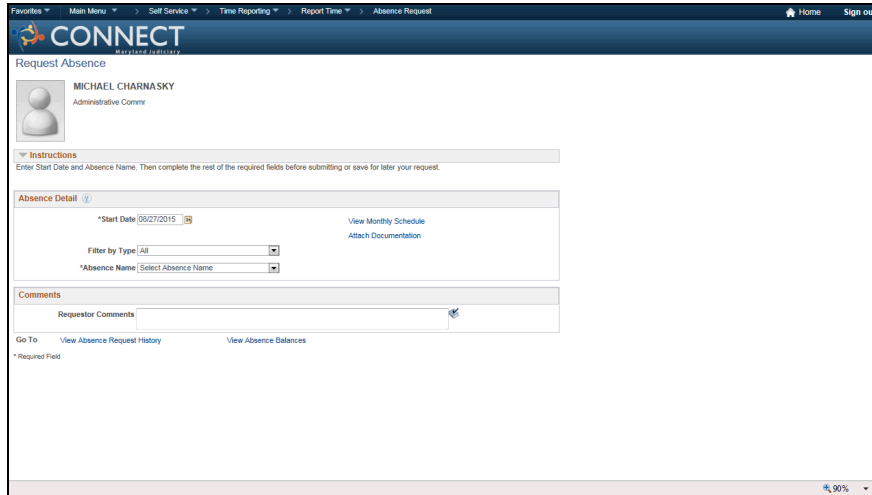 Favorites Main Menu > Self Service > Time Reporting > Report Time > Absence Request Home Sign ou
CONNECT
Maryland Judiciary
Request Absence
MICHAEL CHARNASKY
Administrative Commr
Instructions
Enter Start Date and Absence Name. Then complete the rest of the required fields before submitting or save for later your request.
Absence Detail
*Start Date 08/27/2015 View Monthly Schedule
Attach Documentation
Filter by Type All
*Absence Name Select Absence Name
Comments
Requestor Comments
Go To View Absence Request History View Absence Balances
* Required Field
90%